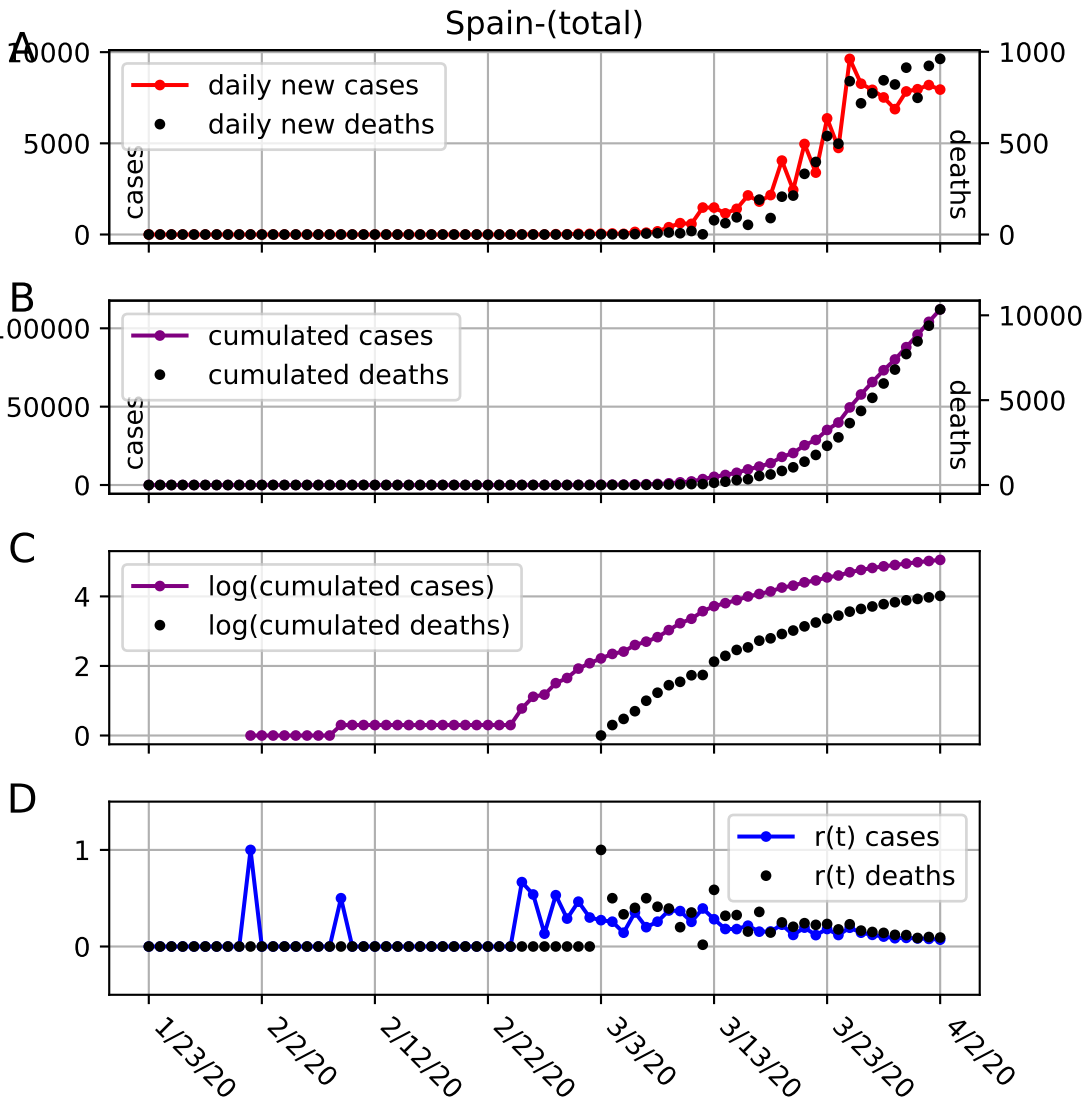 Spain-(total)
A
10000
5000
0
1000
500
0
cases
deaths
daily new cases
daily new deaths
B
00000
50000
0
10000
5000
0
cases
deaths
cumulated cases
cumulated deaths
C
4
2
0
log(cumulated cases)
log(cumulated deaths)
D
1
0
r(t) cases
r(t) deaths
1/23/20
2/2/20
2/12/20
2/22/20
3/3/20
3/13/20
3/23/20
4/2/20